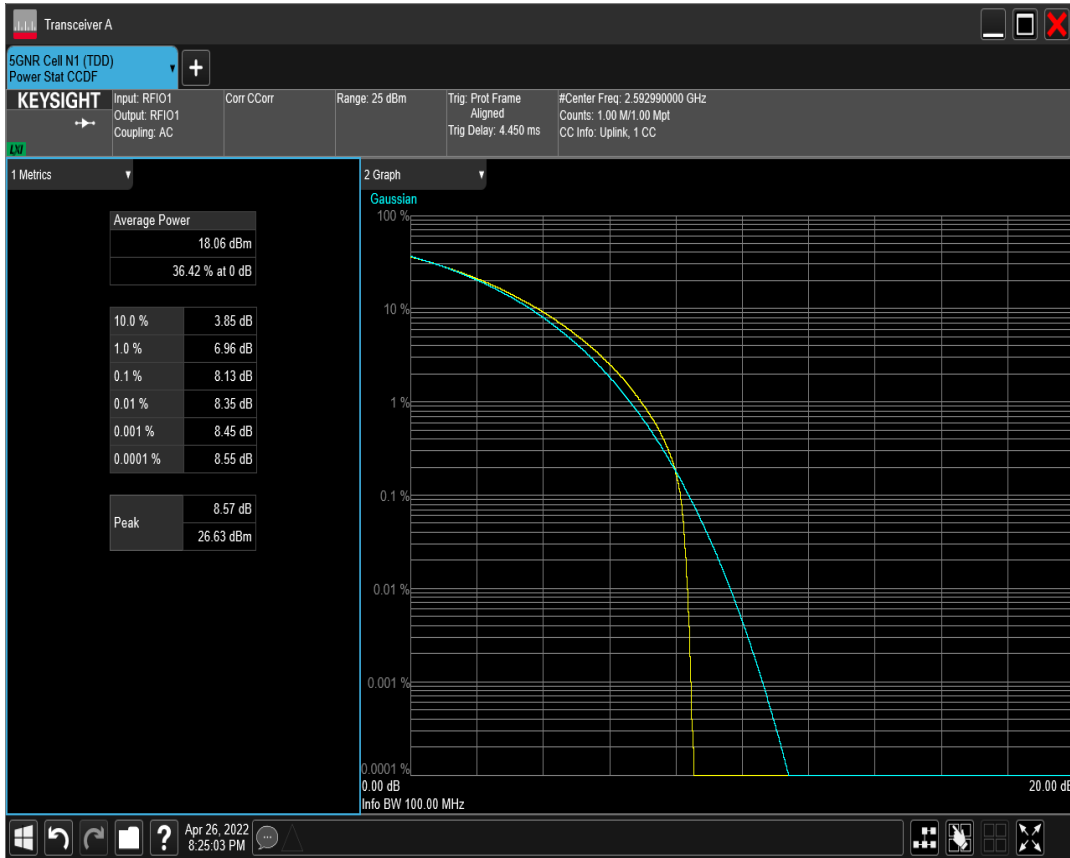 Transceiver A
5GNR Cell N1 (TDD)
Power Stat CCDF
+
KEYSIGHT
LXI
Input: RFIO1
Output: RFIO1
Coupling: AC
Corr CCorr
Range: 25 dBm
Trig: Prot Frame
Aligned
Trig Delay: 4.450 ms
#Center Freq: 2.592990000 GHz
Counts: 1.00 M/1.00 Mpt
CC Info: Uplink, 1 CC
1 Metrics
Average Power
18.06 dBm
36.42 % at 0 dB
10.0 % 3.85 dB
1.0 % 6.96 dB
0.1 % 8.13 dB
0.01 % 8.35 dB
0.001 % 8.45 dB
0.0001 % 8.55 dB
Peak 8.57 dB
26.63 dBm
2 Graph
Gaussian
100 %
10 %
1 %
0.1 %
0.01 %
0.001 %
0.0001 %
0.00 dB
20.00 dB
Info BW 100.00 MHz
?
Apr 26, 2022
8:25:03 PM